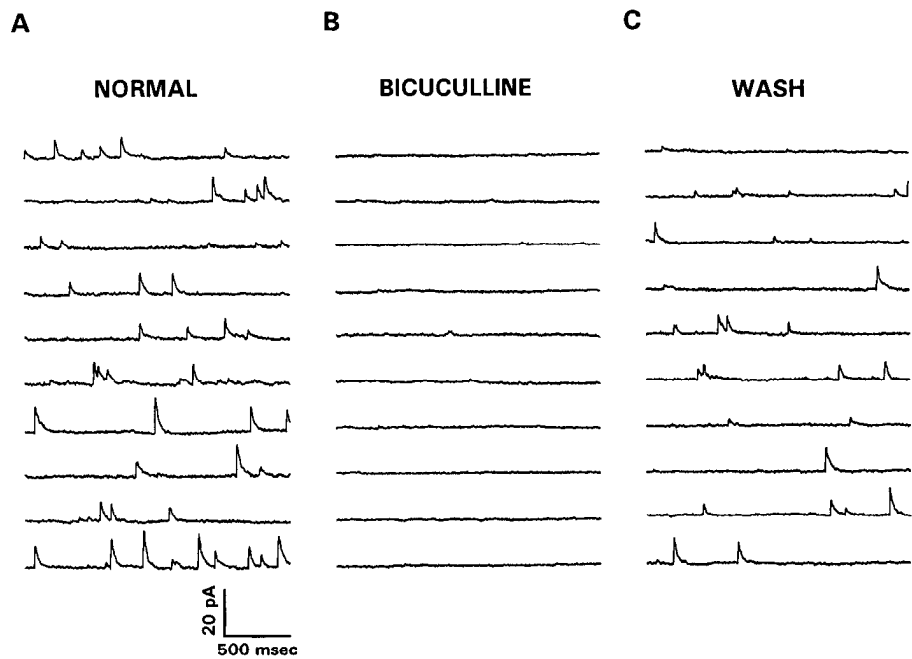 A
B
C
NORMAL
BICUCULLINE
WASH
20 pA
500 msec